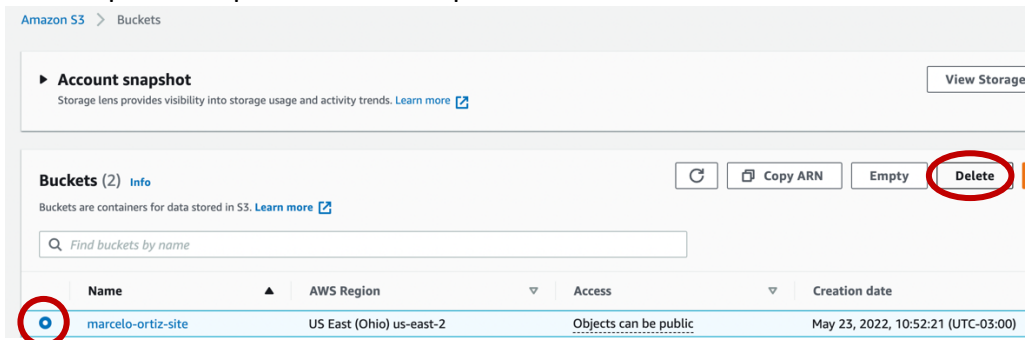 Amazon S3 > Buckets
Account snapshot
View Storage
Storage lens provides visibility into storage usage and activity trends. Learn more
Buckets (2) Info
Copy ARN Empty Delete
Buckets are containers for data stored in S3. Learn more
Find buckets by name
Name AWS Region Access Creation date
marcelo-ortiz-site US East (Ohio) us-east-2 Objects can be public May 23, 2022, 10:52:21 (UTC-03:00)